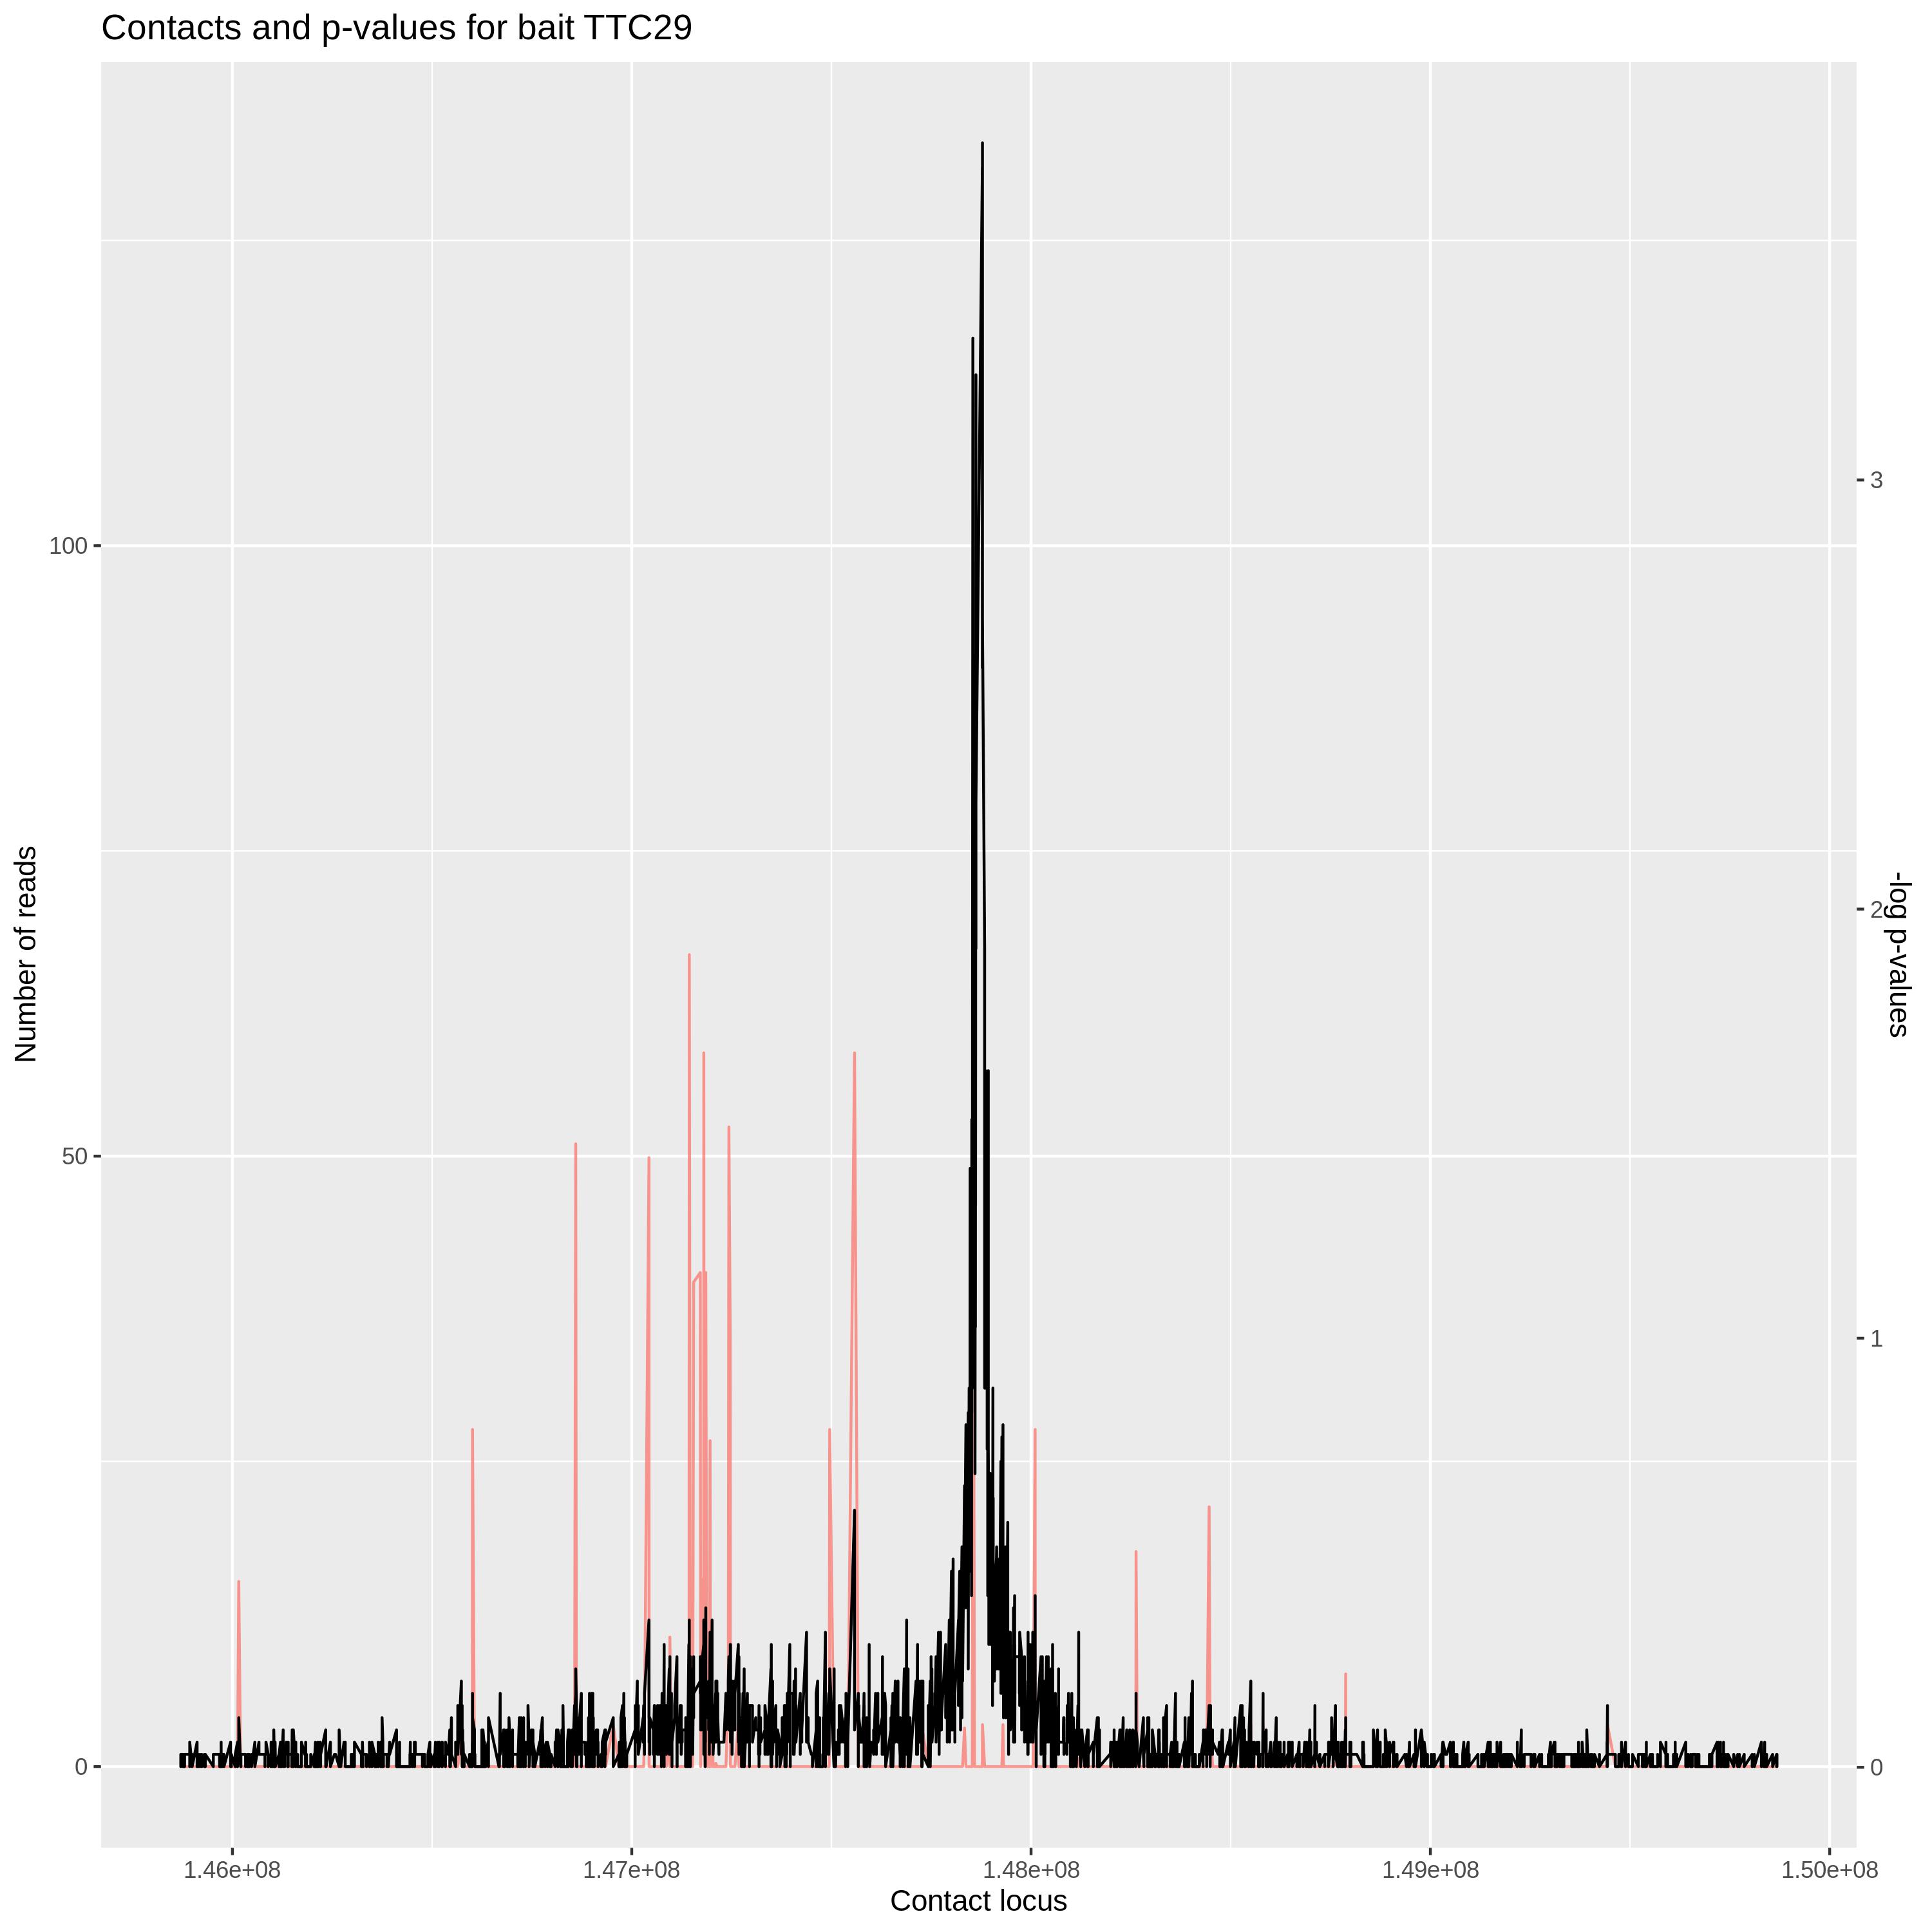 Contacts and p-values for bait TTC29
Number of reads
100
50
0
3
2
1
0
-log p-values
1.46e+08
1.47e+08
1.48e+08
1.49e+08
1.50e+08
Contact locus